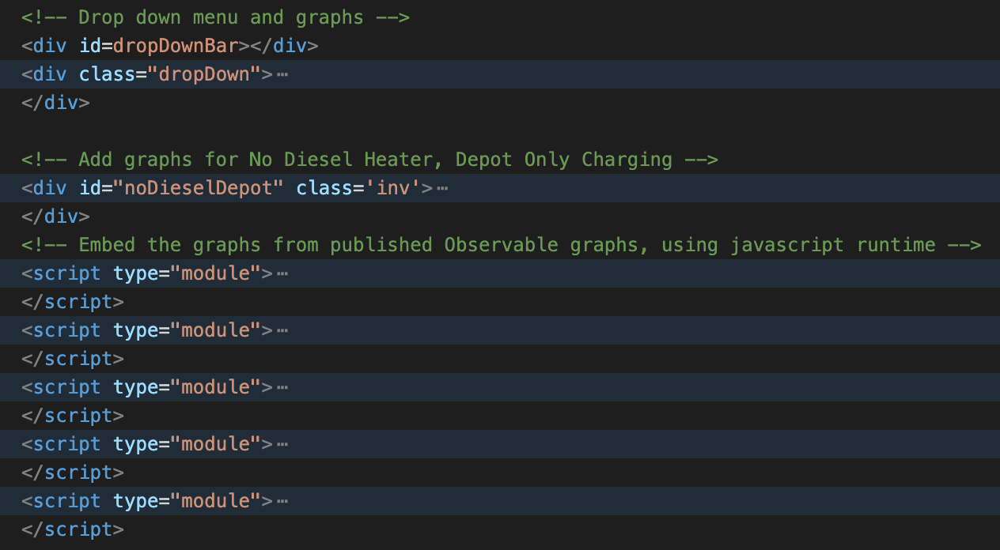 <!-- Drop down menu and graphs -->
<div id=dropDownBar></div>
<div class="dropDown">⋯
</div>
<!-- Add graphs for No Diesel Heater, Depot Only Charging -->
<div id="noDieselDepot" class='inv'>⋯
</div>
<!-- Embed the graphs from published Observable graphs, using javascript runtime -->
<script type="module">⋯
</script>
<script type="module">⋯
</script>
<script type="module">⋯
</script>
<script type="module">⋯
</script>
<script type="module">⋯
</script>